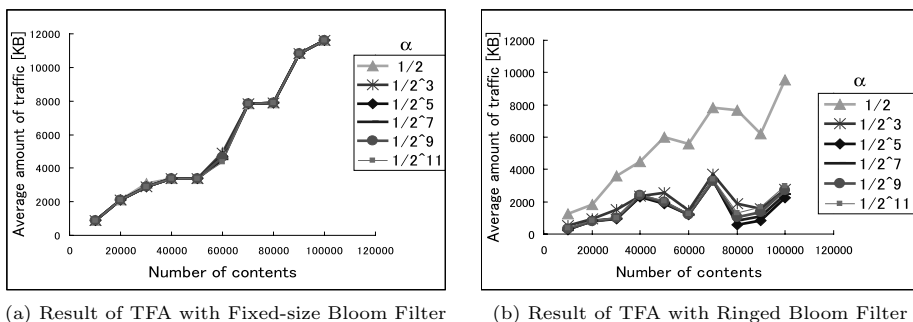 12000
10000
8000
6000
4000
2000
0
Average amount of traffic [KB]
0 20000 40000 60000 80000 100000 120000
Number of contents
α
1/2
1/2^3
1/2^5
1/2^7
1/2^9
1/2^11
(a) Result of TFA with Fixed-size Bloom Filter
12000
10000
8000
6000
4000
2000
0
Average amount of traffic [KB]
0 20000 40000 60000 80000 100000 120000
Number of contents
α
1/2
1/2^3
1/2^5
1/2^7
1/2^9
1/2^11
(b) Result of TFA with Ringed Bloom Filter